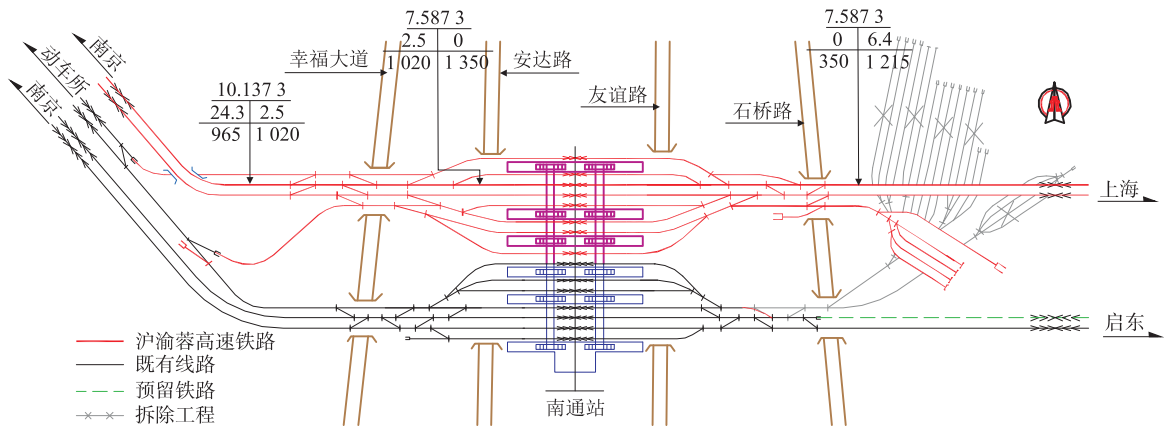 7.587 3
2.5 0
1 020 1 350
7.587 3
0 6.4
350 1 215
南京
动车所
南京
幸福大道
安达路
友谊路
石桥路
10.137 3
24.3 2.5
965 1 020
上海
启东
沪渝蓉高速铁路
既有线路
预留铁路
拆除工程
南通站